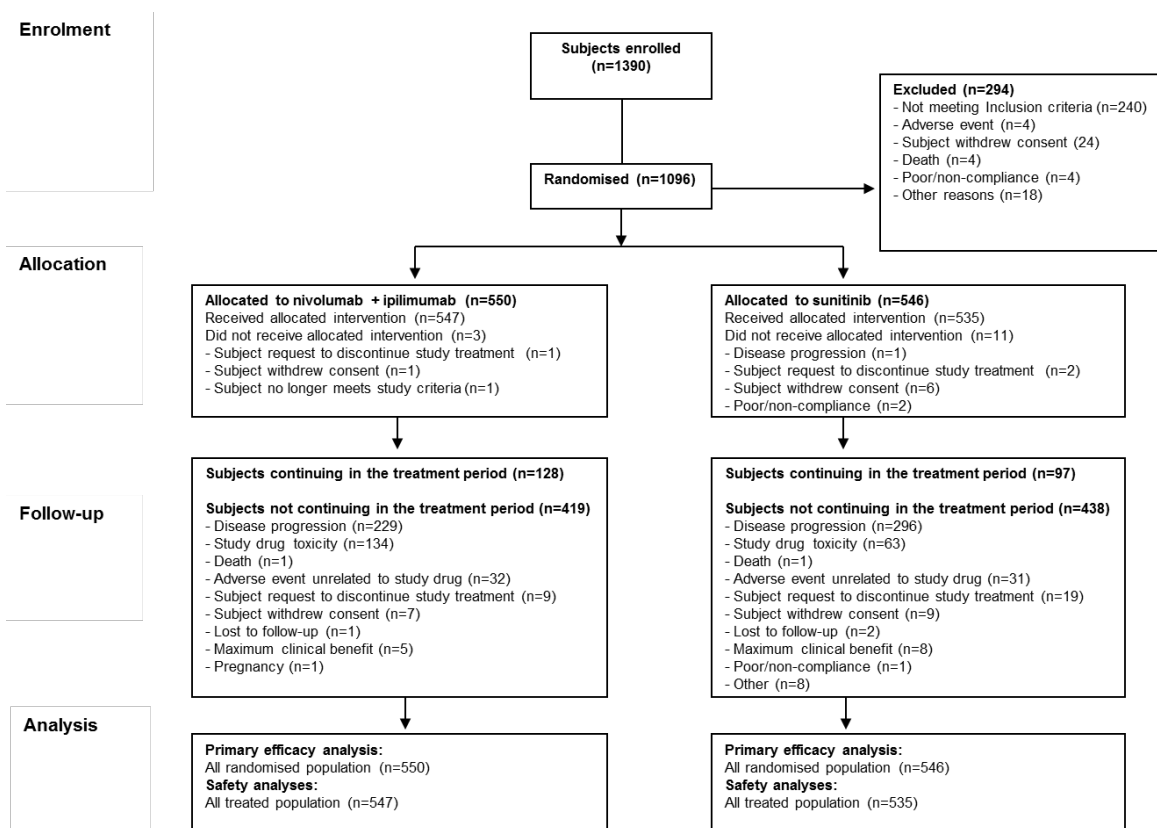 Enrolment
Subjects enrolled
(n=1390)
Excluded (n=294)
- Not meeting Inclusion criteria (n=240)
- Adverse event (n=4)
- Subject withdrew consent (24)
- Death (n=4)
- Poor/non-compliance (n=4)
- Other reasons (n=18)
Randomised (n=1096)
Allocation
Allocated to nivolumab + ipilimumab (n=550)
Received allocated intervention (n=547)
Did not receive allocated intervention (n=3)
- Subject request to discontinue study treatment (n=1)
- Subject withdrew consent (n=1)
- Subject no longer meets study criteria (n=1)
Allocated to sunitinib (n=546)
Received allocated intervention (n=535)
Did not receive allocated intervention (n=11)
- Disease progression (n=1)
- Subject request to discontinue study treatment (n=2)
- Subject withdrew consent (n=6)
- Poor/non-compliance (n=2)
Follow-up
Subjects continuing in the treatment period (n=128)
Subjects not continuing in the treatment period (n=419)
- Disease progression (n=229)
- Study drug toxicity (n=134)
- Death (n=1)
- Adverse event unrelated to study drug (n=32)
- Subject request to discontinue study treatment (n=9)
- Subject withdrew consent (n=7)
- Lost to follow-up (n=1)
- Maximum clinical benefit (n=5)
- Pregnancy (n=1)
Subjects continuing in the treatment period (n=97)
Subjects not continuing in the treatment period (n=438)
- Disease progression (n=296)
- Study drug toxicity (n=63)
- Death (n=1)
- Adverse event unrelated to study drug (n=31)
- Subject request to discontinue study treatment (n=19)
- Subject withdrew consent (n=9)
- Lost to follow-up (n=2)
- Maximum clinical benefit (n=8)
- Poor/non-compliance (n=1)
- Other (n=8)
Analysis
Primary efficacy analysis:
All randomised population (n=550)
Safety analyses:
All treated population (n=547)
Primary efficacy analysis:
All randomised population (n=546)
Safety analyses:
All treated population (n=535)